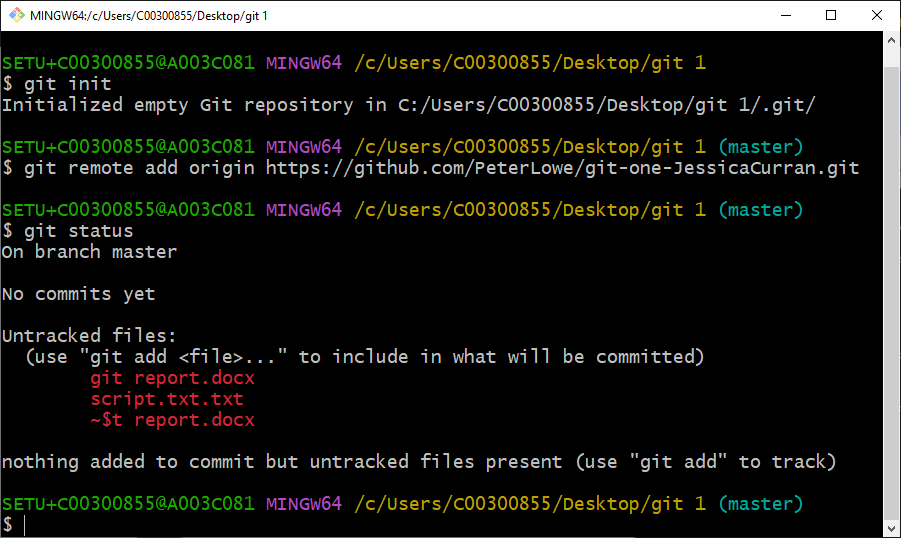 MINGW64:/c/Users/C00300855/Desktop/git 1
SETU+C00300855@A003C081 MINGW64 /c/Users/C00300855/Desktop/git 1
$ git init
Initialized empty Git repository in C:/Users/C00300855/Desktop/git 1/.git/
SETU+C00300855@A003C081 MINGW64 /c/Users/C00300855/Desktop/git 1 (master)
$ git remote add origin https://github.com/PeterLowe/git-one-JessicaCurran.git
SETU+C00300855@A003C081 MINGW64 /c/Users/C00300855/Desktop/git 1 (master)
$ git status
On branch master
No commits yet
Untracked files:
(use "git add <file>..." to include in what will be committed)
git report.docx
script.txt.txt
~$t report.docx
nothing added to commit but untracked files present (use "git add" to track)
SETU+C00300855@A003C081 MINGW64 /c/Users/C00300855/Desktop/git 1 (master)
$